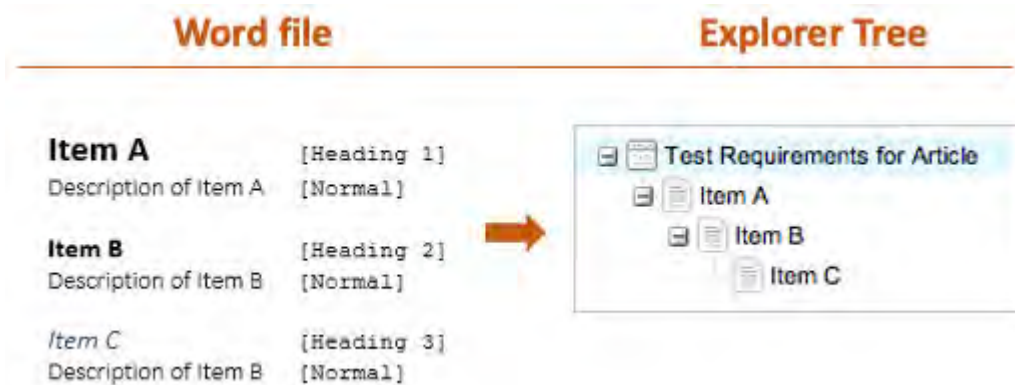 Word file
Explorer Tree
Item A [Heading 1]
Description of Item A [Normal]
Item B [Heading 2]
Description of Item B [Normal]
Item C [Heading 3]
Description of Item B [Normal]
Test Requirements for Article
Item A
Item B
Item C